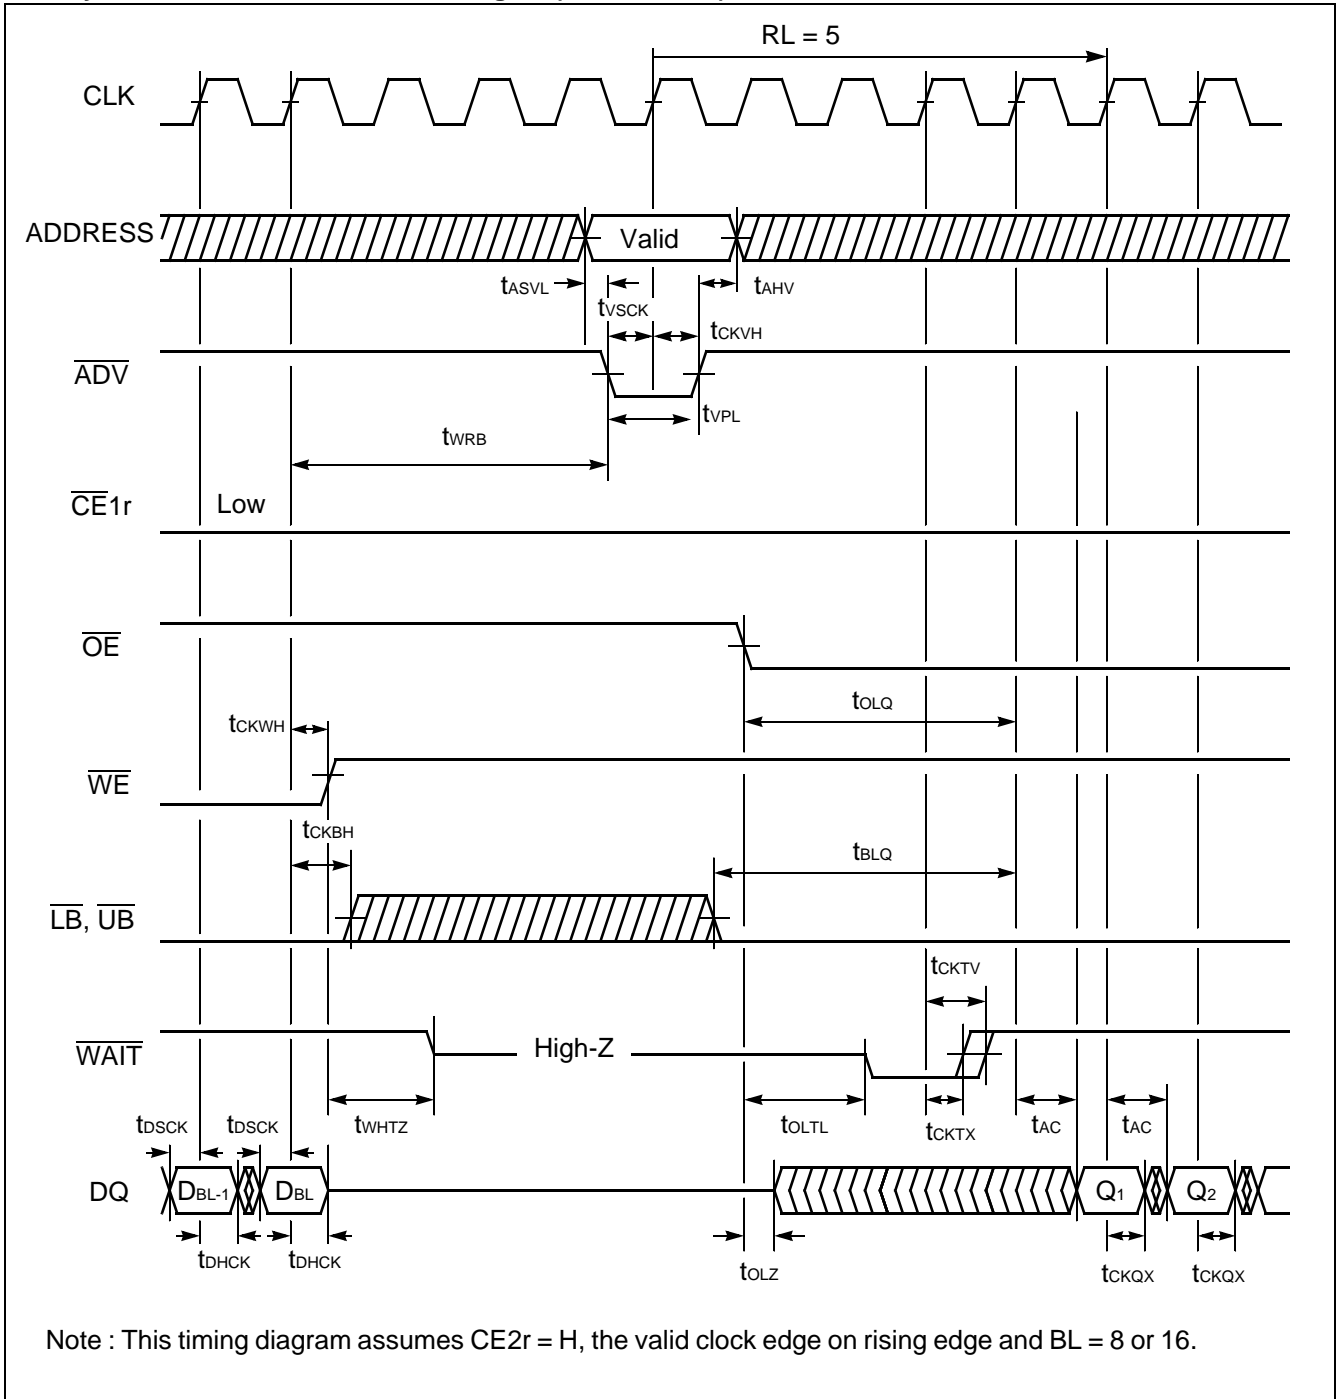 RL = 5
CLK
ADDRESS
Valid
tASVL
tAHV
tVSCK
tCKVH
ADV
tVPL
tWRB
CE1r
Low
OE
tOLQ
tCKWH
WE
tCKBH
tBLQ
LB, UB
tCKTV
WAIT
High-Z
tDSCK
tDSCK
tWHTZ
tOLTL
tCKTX
tAC
tAC
DQ
DBL-1
DBL
Q1
Q2
tDHCK
tDHCK
tOLZ
tCKQX
tCKQX
Note : This timing diagram assumes CE2r = H, the valid clock edge on rising edge and BL = 8 or 16.